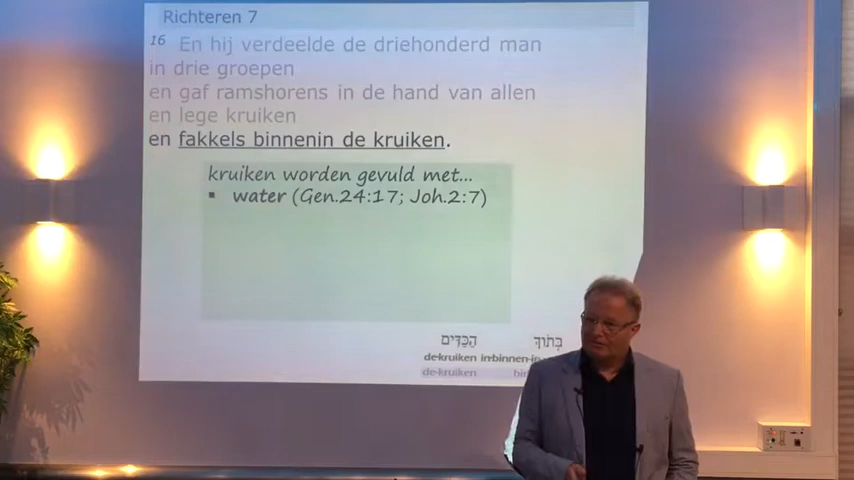 Richteren 7
16 En hij verdeelde de driehonderd man
in drie groepen
en gaf ramshorens in de hand van allen
en lege kruiken
en fakkels binnenin de kruiken.
kruiken worden gevuld met...
▪ water (Gen.24:17; Joh.2:7)
הַכַּדִּים בְּתוֹךְ
de-kruiken in-binnen-in
de-kruiken